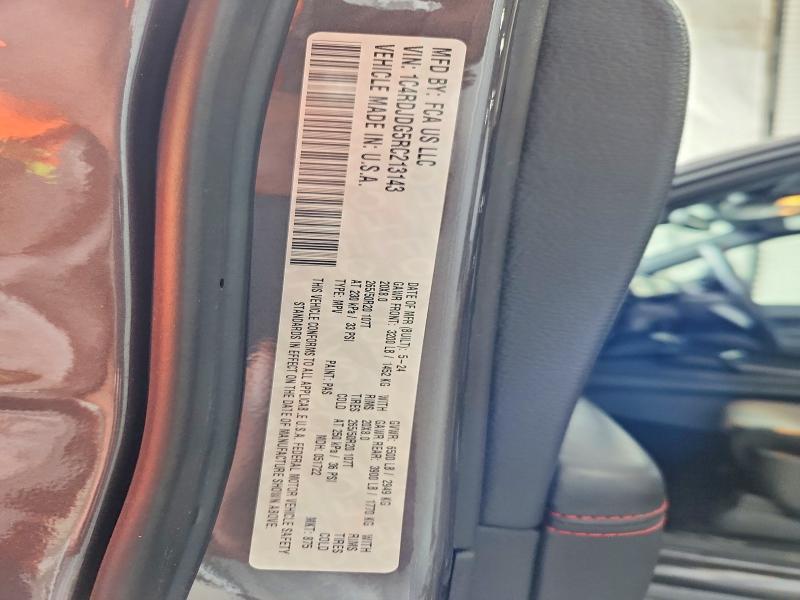 MFD BY: FCA US LLC
VIN: 1C4RDJDG5RC213143
VEHICLE MADE IN: U.S.A.
DATE OF MFR (BUILT): 5-24 GVWR: 6500 LB / 2949 KG
GAWR FRONT: 3200 LB / 1452 KG WITH GAWR REAR: 3900 LB / 1770 KG WITH
20X8.0 RIMS 20X8.0 RIMS
265/50R20 107T TIRES 265/50R20 107T TIRES
AT 230 kPa / 33 PSI COLD AT 250 kPa / 36 PSI COLD
TYPE: MPV PAINT: PAS MDH: 051722 MKT: 875
THIS VEHICLE CONFORMS TO ALL APPLICABLE U.S.A. FEDERAL MOTOR VEHICLE SAFETY
STANDARDS IN EFFECT ON THE DATE OF MANUFACTURE SHOWN ABOVE.